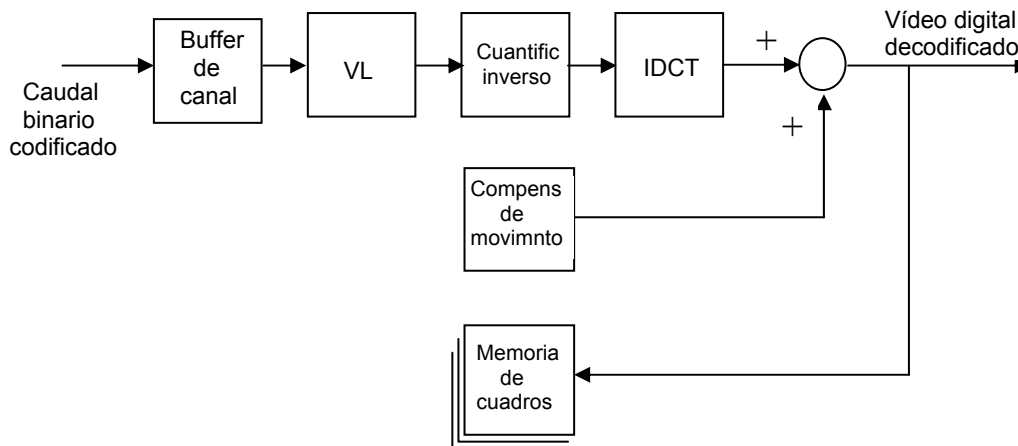 Buffer
de
canal
VL
Cuantific
inverso
IDCT
+
+
Vídeo digital
decodificado
Caudal
binario
codificado
Compens
de
movimnto
Memoria
de
cuadros